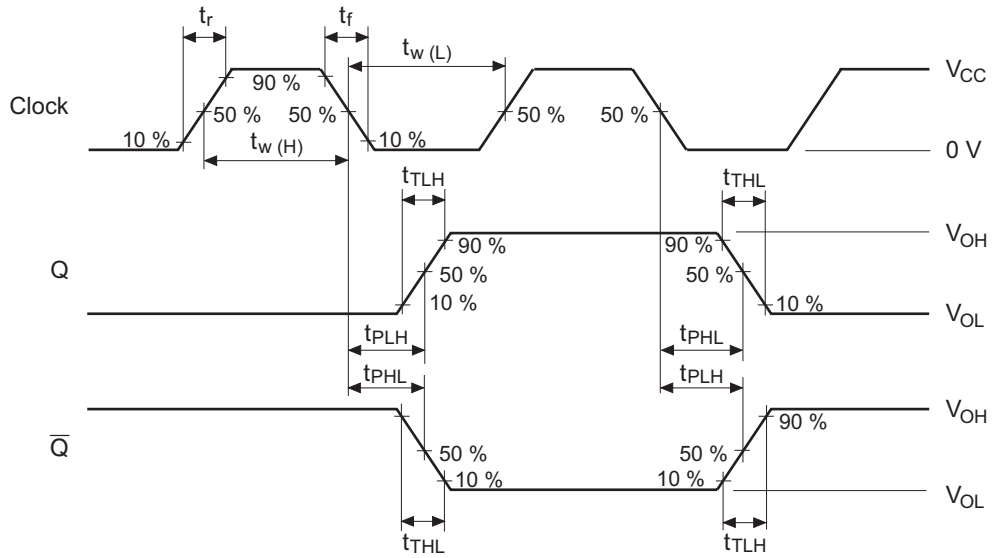 tr
tf
tw (L)
90 %
VCC
Clock
50 %
50 %
50 %
50 %
10 %
tw (H)
10 %
0 V
tTLH
tTHL
90 %
90 %
VOH
Q
50 %
50 %
10 %
10 %
VOL
tPLH
tPHL
tPHL
tPLH
90 %
VOH
Q̅
50 %
50 %
10 %
10 %
VOL
tTHL
tTLH